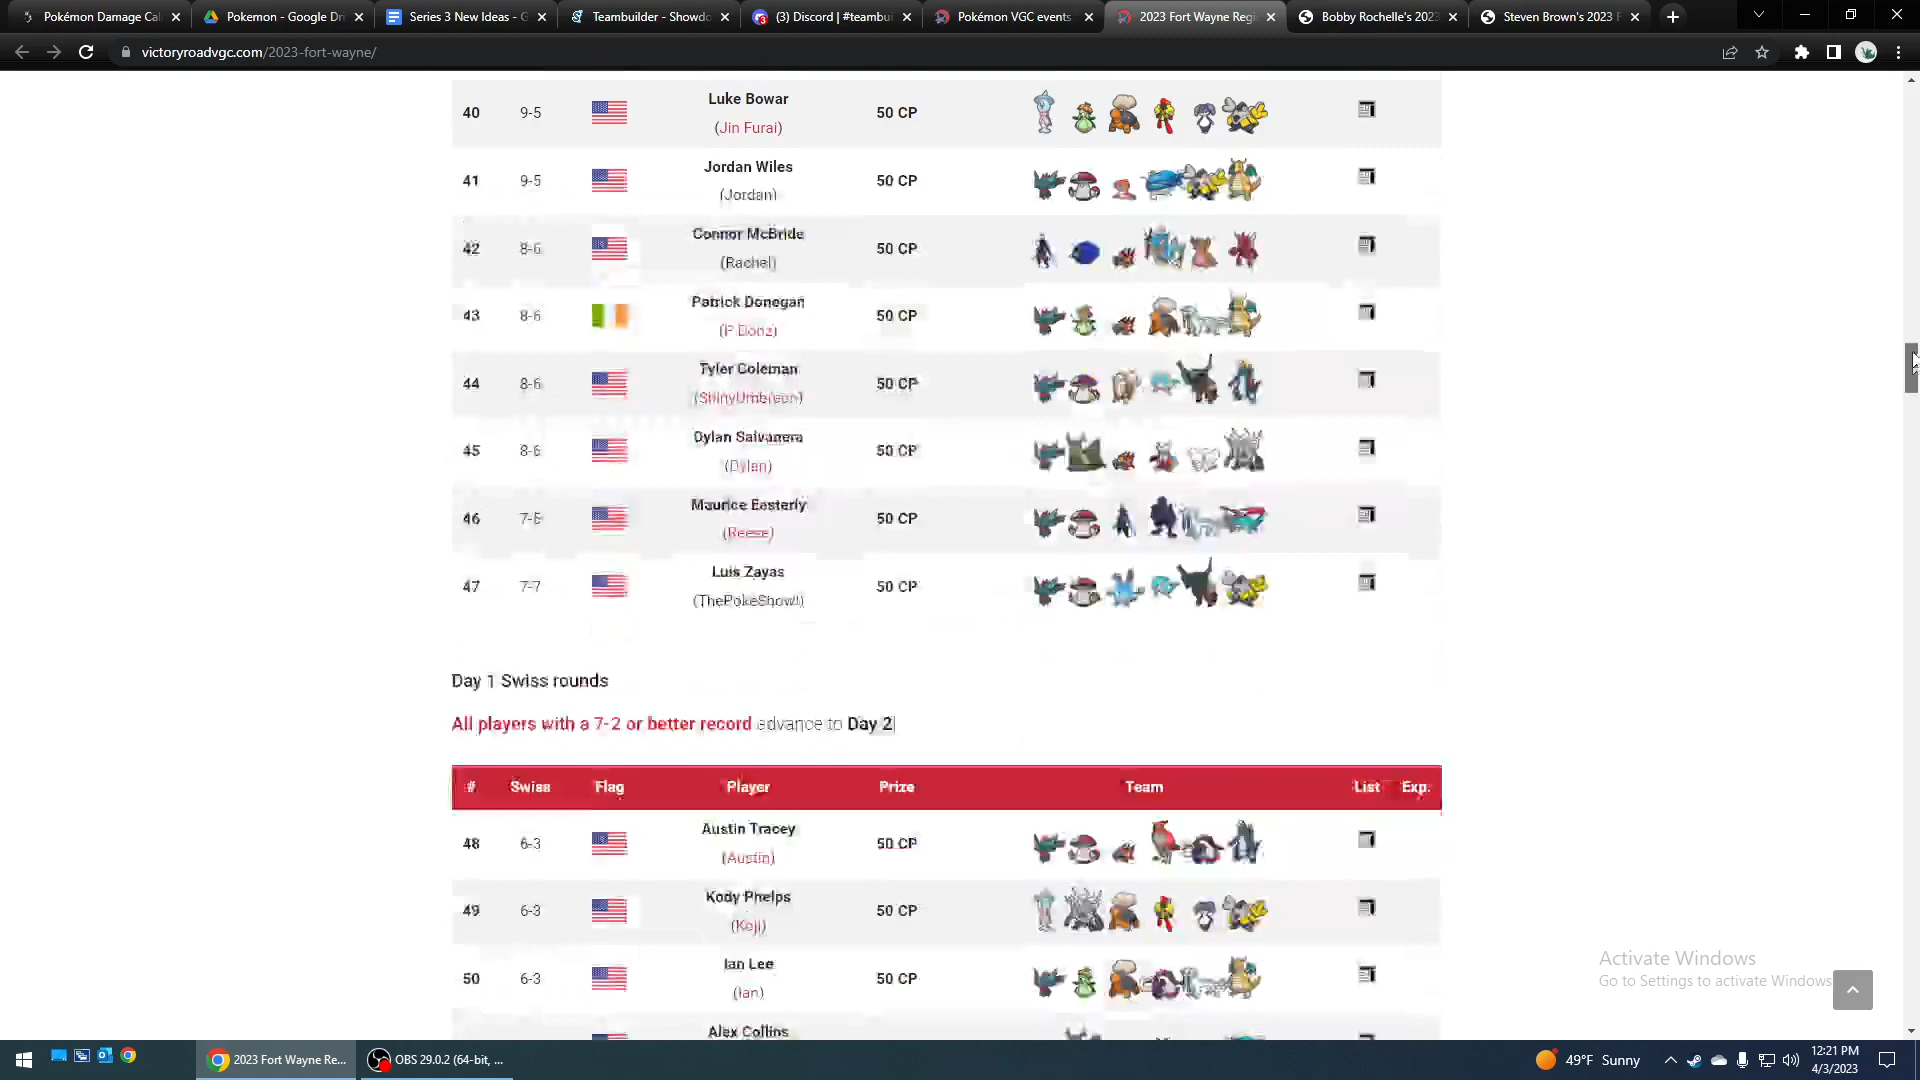 Pokémon Damage Cal
Pokemon - Google Dri
Series 3 New Ideas - G
Teambuilder - Showdo
(3) Discord | #teambui
Pokémon VGC events
2023 Fort Wayne Regi
Bobby Rochelle's 2023
Steven Brown's 2023 F
victoryroadvgc.com/2023-fort-wayne/
40 9-5 Luke Bowar 50 CP
(Jin Furai)
41 9-5 Jordan Wiles 50 CP
(Jordan)
42 8-6 Connor McBride 50 CP
(Rachel)
43 8-6 Patrick Donegan 50 CP
(P Donz)
44 8-6 Tyler Coleman 50 CP
(ShinyUmbreon)
45 8-6 Dylan Salvanera 50 CP
(Dylan)
46 Maurice Easterly 50 CP
(Reese)
47 7-7 Luis Zayas 50 CP
(ThePokeShow!)
Day 1 Swiss rounds
All players with a 7-2 or better record advance to Day 2
# Swiss Flag Player Prize Team List Exp.
48 6-3 Austin Tracey 50 CP
(Austin)
49 6-3 Kody Phelps 50 CP
(Koji)
50 6-3 Ian Lee 50 CP
(Ian)
Alex Collins
Activate Windows
Go to Settings to activate Windows
2023 Fort Wayne Re...
OBS 29.0.2 (64-bit, ...
49°F Sunny
12:21 PM
4/3/2023